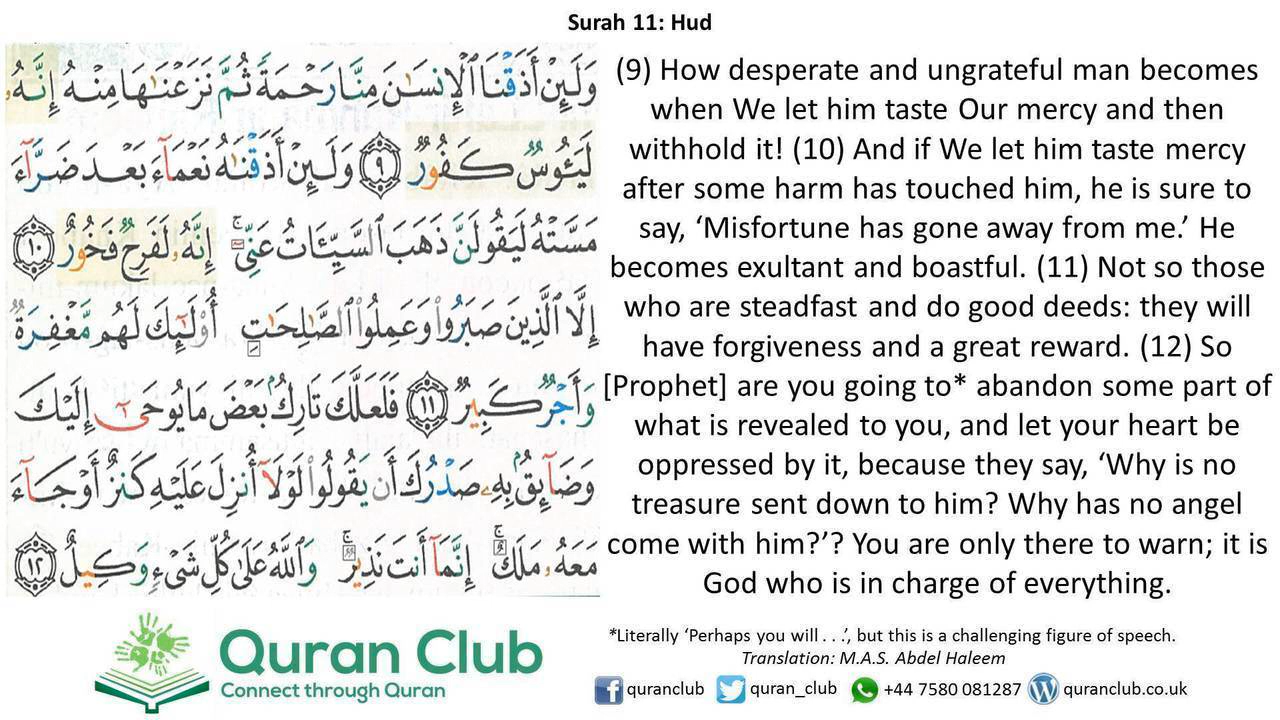 Surah 11: Hud
وَلَئِنْ أَذَقْنَا ٱلْإِنسَٰنَ مِنَّا رَحْمَةً ثُمَّ نَزَعْنَٰهَا مِنْهُ إِنَّهُۥ
لَيَـُٔوسٌ كَفُورٌ ٩ وَلَئِنْ أَذَقْنَٰهُ نَعْمَآءَ بَعْدَ ضَرَّآءَ
مَسَّتْهُ لَيَقُولَنَّ ذَهَبَ ٱلسَّيِّـَٔاتُ عَنِّىٓ ۚ إِنَّهُۥ لَفَرِحٌ فَخُورٌ ١٠
إِلَّا ٱلَّذِينَ صَبَرُوا۟ وَعَمِلُوا۟ ٱلصَّٰلِحَٰتِ أُو۟لَٰٓئِكَ لَهُم مَّغْفِرَةٌ
وَأَجْرٌ كَبِيرٌ ١١ فَلَعَلَّكَ تَارِكٌۢ بَعْضَ مَا يُوحَىٰٓ إِلَيْكَ
وَضَآئِقٌۢ بِهِۦ صَدْرُكَ أَن يَقُولُوا۟ لَوْلَآ أُنزِلَ عَلَيْهِ كَنزٌ أَوْ جَآءَ
مَعَهُۥ مَلَكٌ ۚ إِنَّمَآ أَنتَ نَذِيرٌ ۚ وَٱللَّهُ عَلَىٰ كُلِّ شَىْءٍ وَكِيلٌ ١٢
(9) How desperate and ungrateful man becomes
when We let him taste Our mercy and then
withhold it! (10) And if We let him taste mercy
after some harm has touched him, he is sure to
say, ‘Misfortune has gone away from me.’ He
becomes exultant and boastful. (11) Not so those
who are steadfast and do good deeds: they will
have forgiveness and a great reward. (12) So
[Prophet] are you going to* abandon some part of
what is revealed to you, and let your heart be
oppressed by it, because they say, ‘Why is no
treasure sent down to him? Why has no angel
come with him?’? You are only there to warn; it is
God who is in charge of everything.
Quran Club
Connect through Quran
*Literally ‘Perhaps you will . . .’, but this is a challenging figure of speech.
Translation: M.A.S. Abdel Haleem
quranclub quran_club +44 7580 081287 quranclub.co.uk